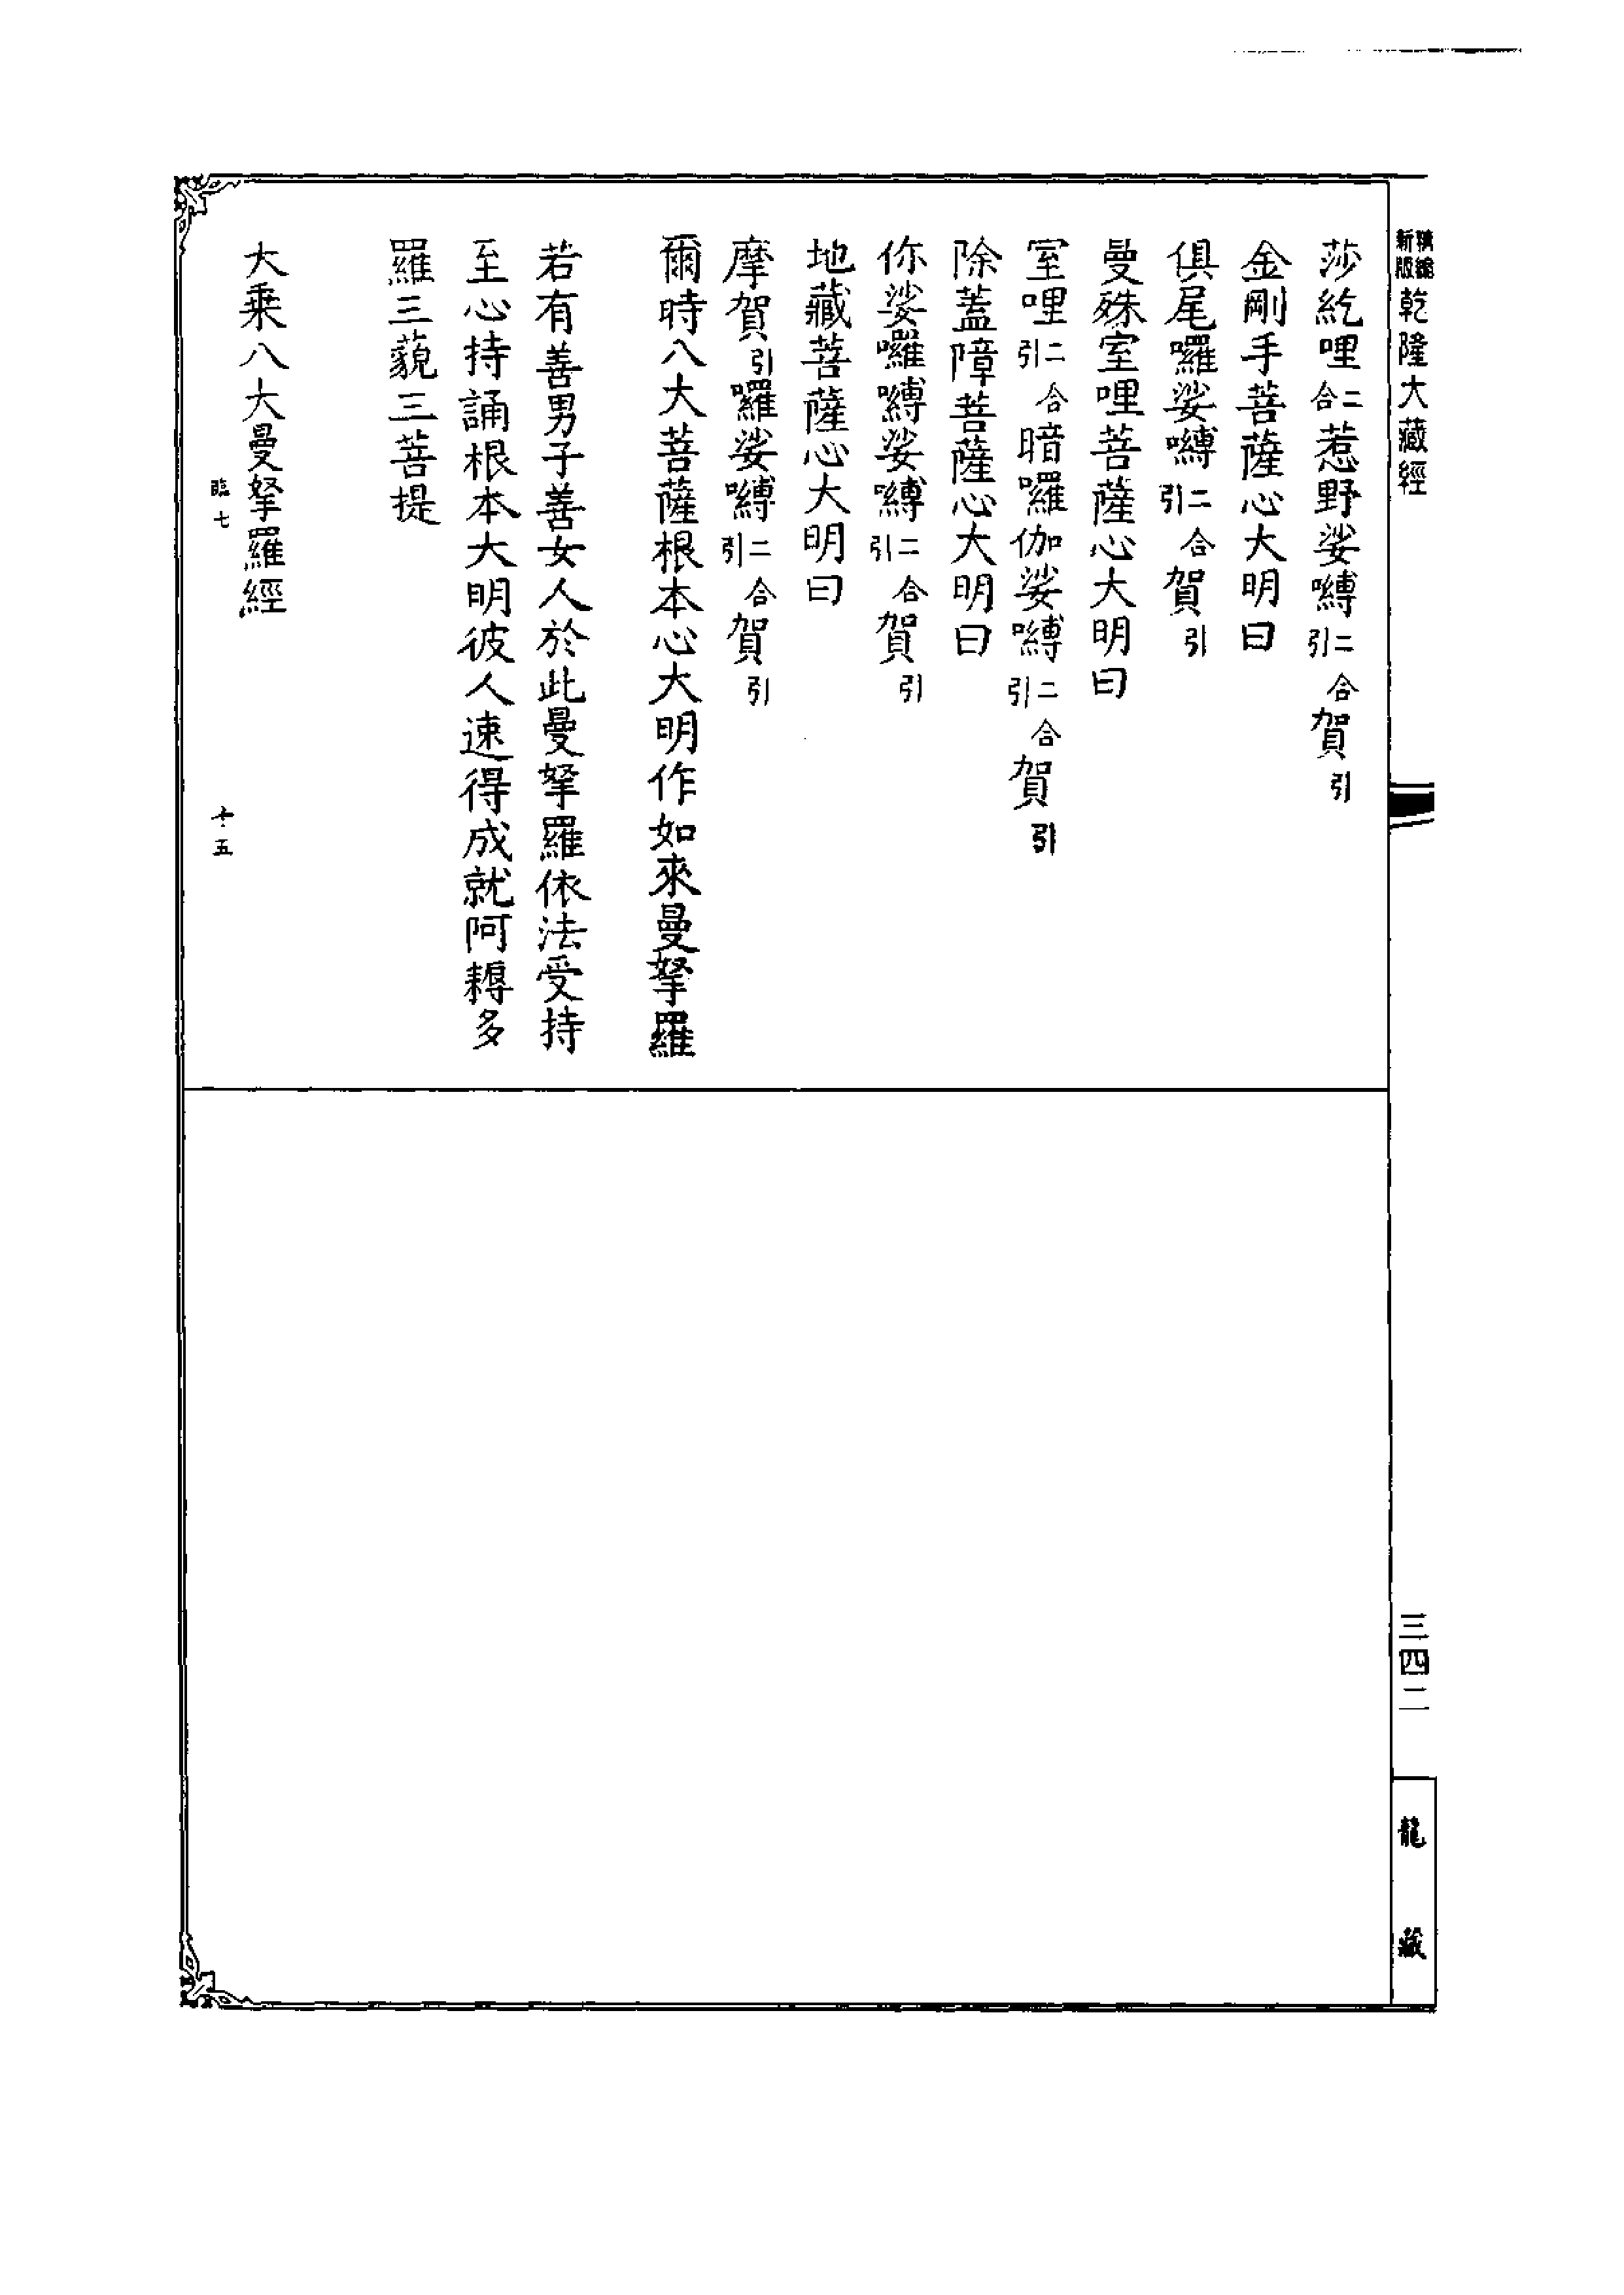 精編新版乾隆大藏經
莎紇哩二合惹野娑嚩二合引賀引
金剛手菩薩心大明曰
俱尾囉娑嚩二合引賀引
曼殊室哩菩薩心大明曰
室哩二合引暗囉伽娑嚩二合引賀引
除蓋障菩薩心大明曰
你娑囉嚩娑嚩二合引賀引
地藏菩薩心大明曰
摩賀引囉娑嚩二合引賀引
爾時八大菩薩根本心大明作如來曼拏羅
若有善男子善女人於此曼拏羅依法受持
至心持誦根本大明彼人速得成就阿耨多
羅三藐三菩提
大乘八大曼拏羅經
臨七
十五
三四二
龍藏